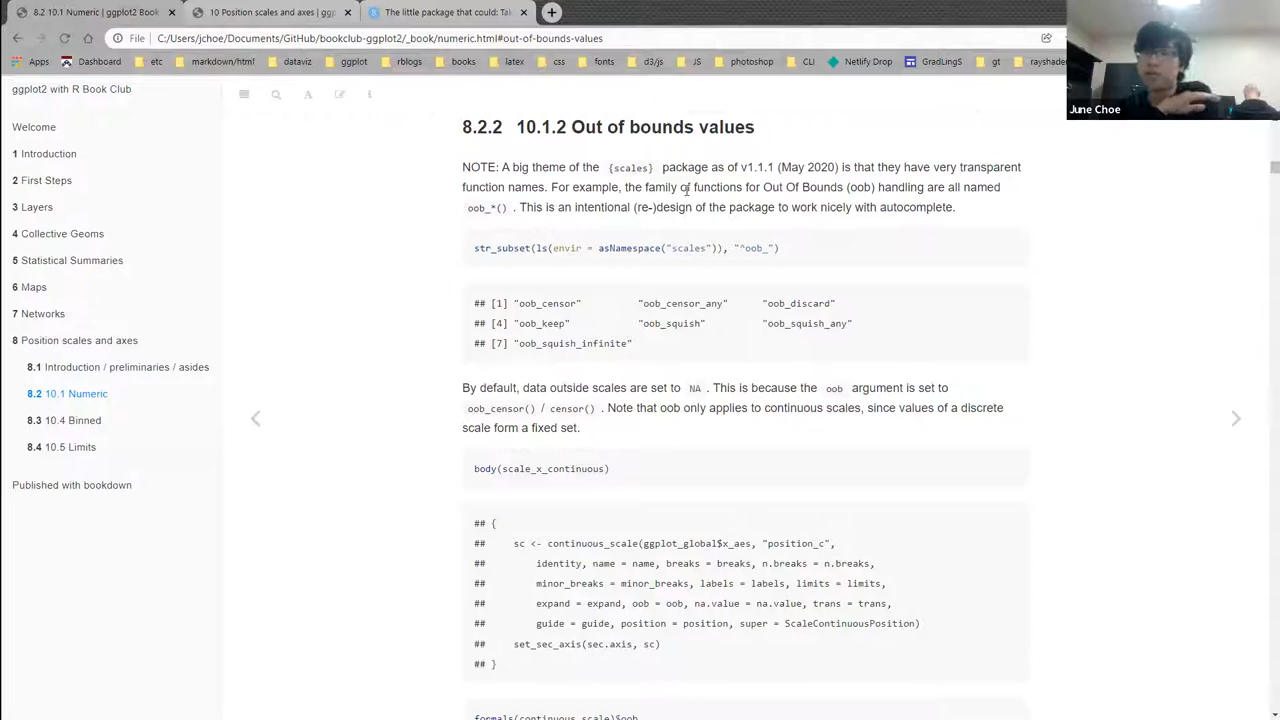 8.2 10.1 Numeric | ggplot2 Book
10 Position scales and axes | gg
The little package that could: Tak
File C:/Users/jchoe/Documents/GitHub/bookclub-ggplot2/_book/numeric.html#out-of-bounds-values
Apps Dashboard etc markdown/html dataviz ggplot rblogs books latex css fonts d3/js JS photoshop CLI Netlify Drop GradLingS gt rayshader
June Choe
ggplot2 with R Book Club
Welcome
1 Introduction
2 First Steps
3 Layers
4 Collective Geoms
5 Statistical Summaries
6 Maps
7 Networks
8 Position scales and axes
8.1 Introduction / preliminaries / asides
8.2 10.1 Numeric
8.3 10.4 Binned
8.4 10.5 Limits
Published with bookdown
8.2.2 10.1.2 Out of bounds values
NOTE: A big theme of the {scales} package as of v1.1.1 (May 2020) is that they have very transparent
function names. For example, the family of functions for Out Of Bounds (oob) handling are all named
oob_*() . This is an intentional (re-)design of the package to work nicely with autocomplete.
str_subset(ls(envir = asNamespace("scales")), "^oob_")
## [1] "oob_censor" "oob_censor_any" "oob_discard"
## [4] "oob_keep" "oob_squish" "oob_squish_any"
## [7] "oob_squish_infinite"
By default, data outside scales are set to NA . This is because the oob argument is set to
oob_censor() / censor() . Note that oob only applies to continuous scales, since values of a discrete
scale form a fixed set.
body(scale_x_continuous)
## {
## sc <- continuous_scale(ggplot_global$x_aes, "position_c",
## identity, name = name, breaks = breaks, n.breaks = n.breaks,
## minor_breaks = minor_breaks, labels = labels, limits = limits,
## expand = expand, oob = oob, na.value = na.value, trans = trans,
## guide = guide, position = position, super = ScaleContinuousPosition)
## set_sec_axis(sec.axis, sc)
## }
formals(continuous_scale)$oob